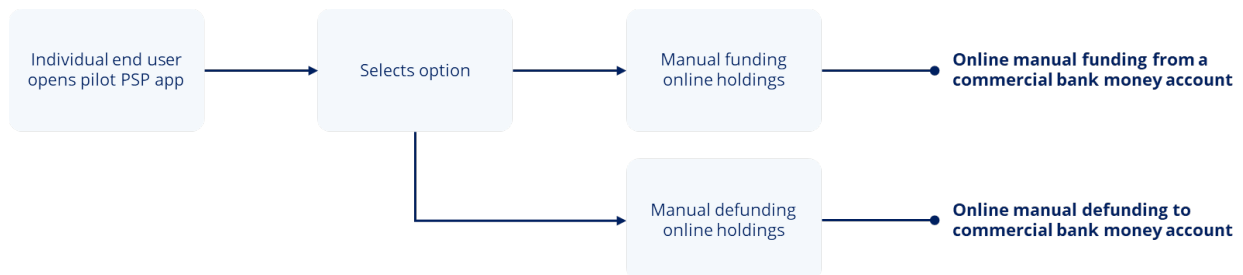 Individual end user
opens pilot PSP app
Selects option
Manual funding
online holdings
Online manual funding from a
commercial bank money account
Manual defunding
online holdings
Online manual defunding to
commercial bank money account